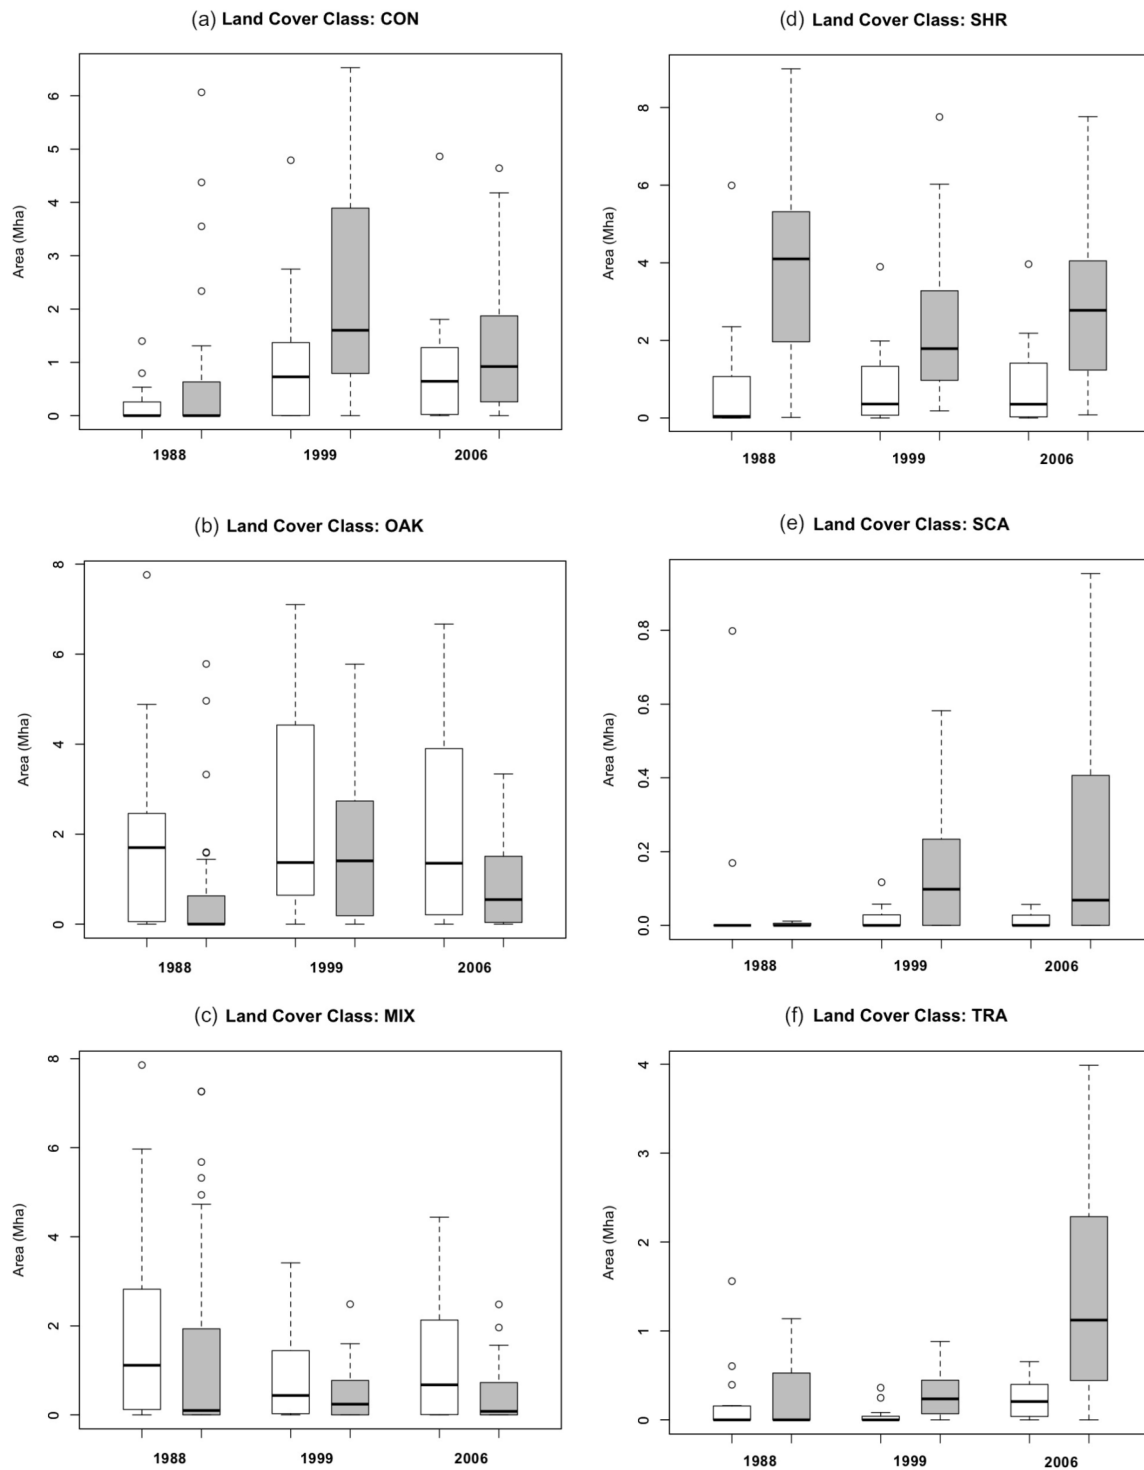 (a) Land Cover Class: CON
Area (Mha)
6
5
4
3
2
1
0
1988 1999 2006
(d) Land Cover Class: SHR
Area (Mha)
8
6
4
2
0
1988 1999 2006
(b) Land Cover Class: OAK
Area (Mha)
8
6
4
2
0
1988 1999 2006
(e) Land Cover Class: SCA
Area (Mha)
0.8
0.6
0.4
0.2
0.0
1988 1999 2006
(c) Land Cover Class: MIX
Area (Mha)
8
6
4
2
0
1988 1999 2006
(f) Land Cover Class: TRA
Area (Mha)
4
3
2
1
0
1988 1999 2006